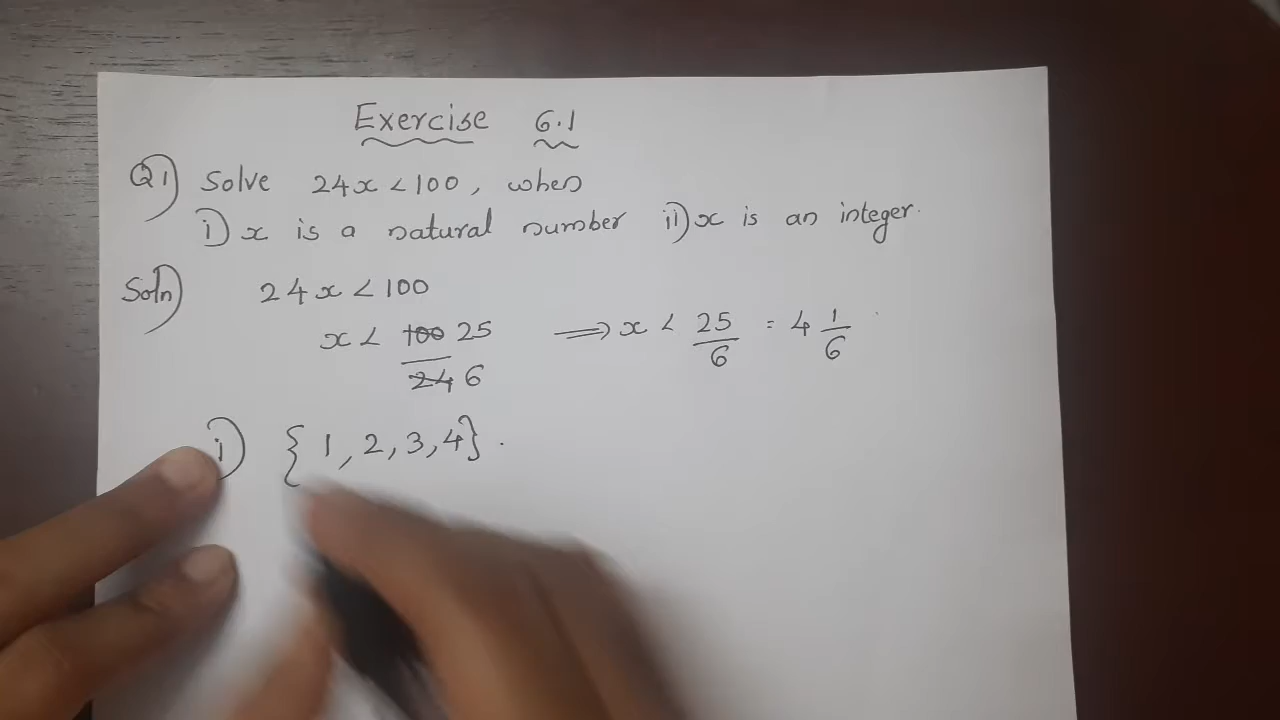 Exercise 6.1
Q1) Solve 24x < 100, when
i) x is a natural number ii) x is an integer.
Soln) 24x < 100
x < 100/24 25/6 ⟹ x < 25/6 = 4 1/6
i) {1, 2, 3, 4}.